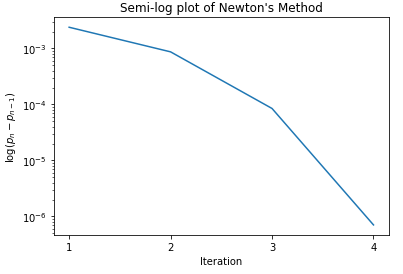 Semi-log plot of Newton's Method
10⁻³
10⁻⁴
10⁻⁵
10⁻⁶
log(pₙ − pₙ₋₁)
1 2 3 4
Iteration